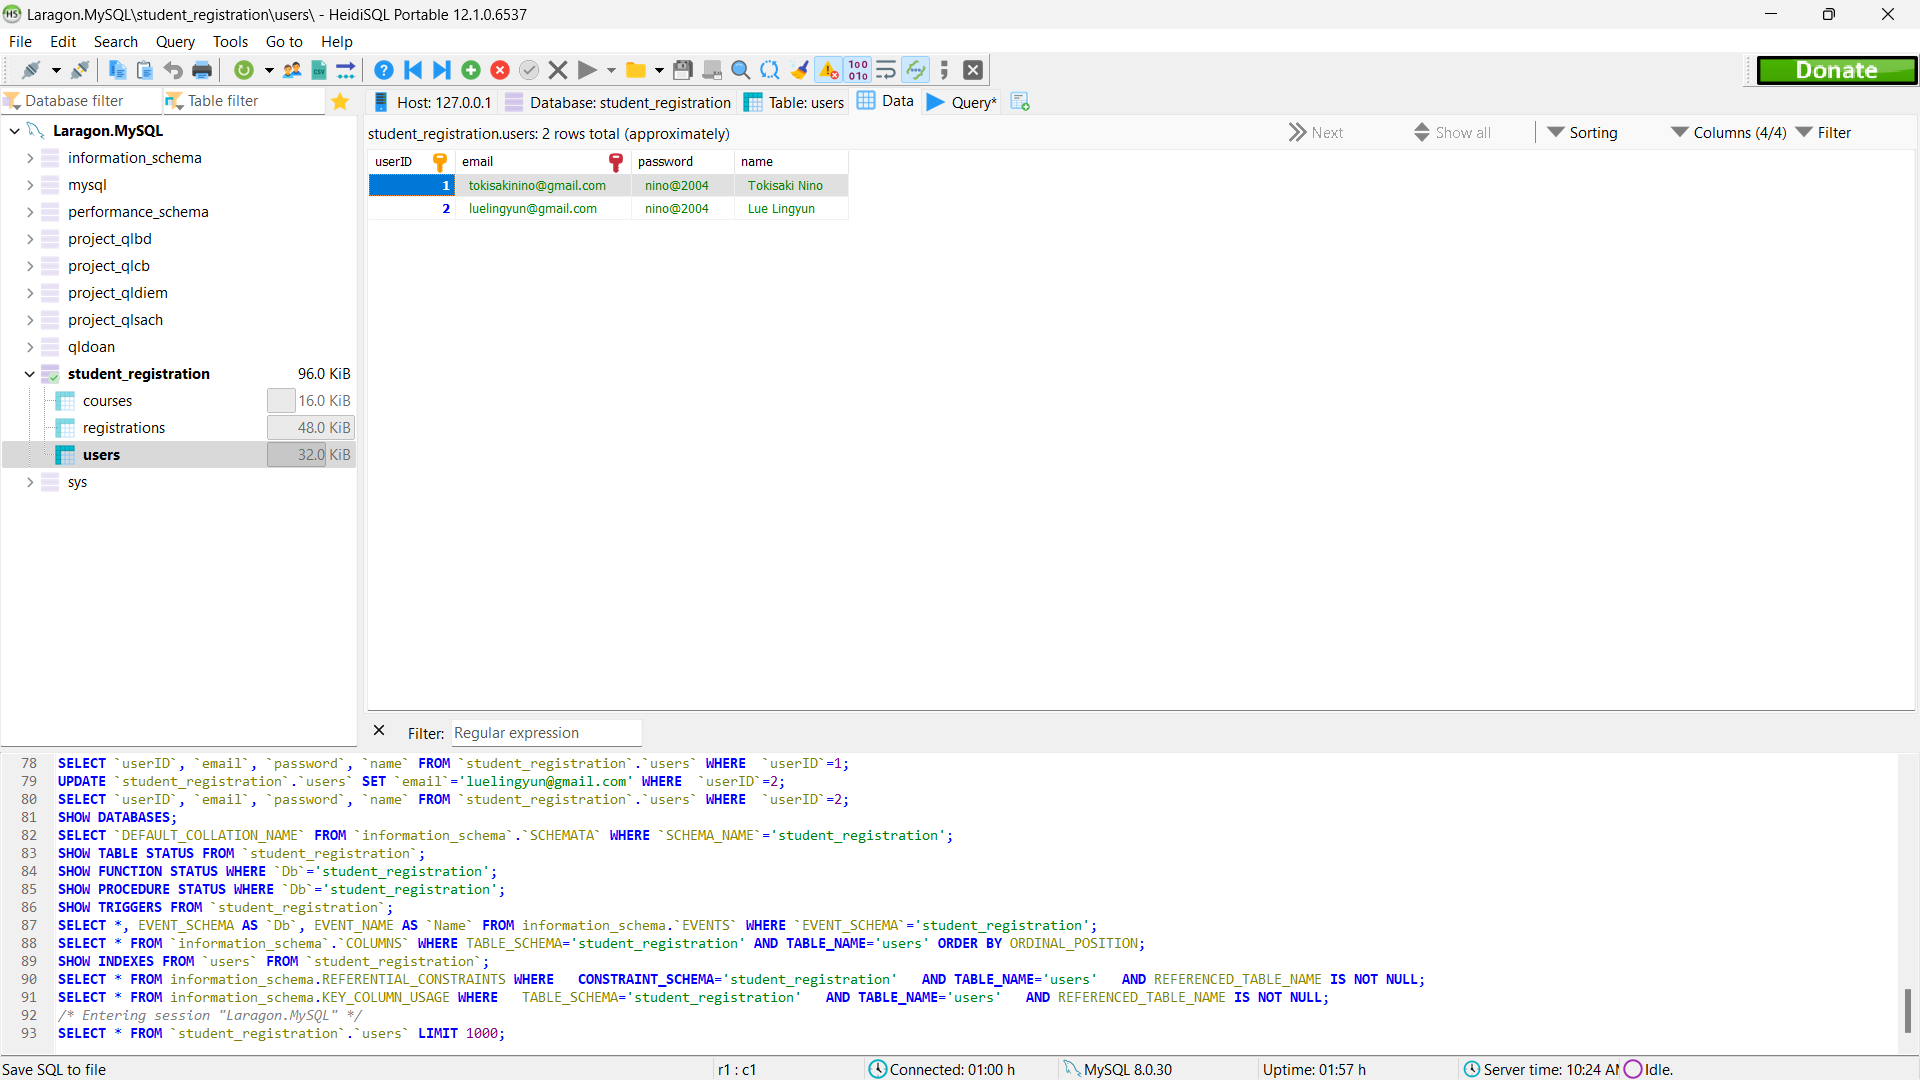 Laragon.MySQL\student_registration\users\ - HeidiSQL Portable 12.1.0.6537
File Edit Search Query Tools Go to Help
Donate
Database filter Table filter
Host: 127.0.0.1 Database: student_registration Table: users Data Query*
student_registration.users: 2 rows total (approximately) Next Show all Sorting Columns (4/4) Filter
Laragon.MySQL
information_schema
mysql
performance_schema
project_qlbd
project_qlcb
project_qldiem
project_qlsach
qldoan
student_registration 96.0 KiB
courses 16.0 KiB
registrations 48.0 KiB
users 32.0 KiB
sys
userID email password name
1 tokisakinino@gmail.com nino@2004 Tokisaki Nino
2 luelingyun@gmail.com nino@2004 Lue Lingyun
Filter: Regular expression
78 SELECT `userID`, `email`, `password`, `name` FROM `student_registration`.`users` WHERE  `userID`=1;
79 UPDATE `student_registration`.`users` SET `email`='luelingyun@gmail.com' WHERE  `userID`=2;
80 SELECT `userID`, `email`, `password`, `name` FROM `student_registration`.`users` WHERE  `userID`=2;
81 SHOW DATABASES;
82 SELECT `DEFAULT_COLLATION_NAME` FROM `information_schema`.`SCHEMATA` WHERE `SCHEMA_NAME`='student_registration';
83 SHOW TABLE STATUS FROM `student_registration`;
84 SHOW FUNCTION STATUS WHERE `Db`='student_registration';
85 SHOW PROCEDURE STATUS WHERE `Db`='student_registration';
86 SHOW TRIGGERS FROM `student_registration`;
87 SELECT *, EVENT_SCHEMA AS `Db`, EVENT_NAME AS `Name` FROM information_schema.`EVENTS` WHERE `EVENT_SCHEMA`='student_registration';
88 SELECT * FROM `information_schema`.`COLUMNS` WHERE TABLE_SCHEMA='student_registration' AND TABLE_NAME='users' ORDER BY ORDINAL_POSITION;
89 SHOW INDEXES FROM `users` FROM `student_registration`;
90 SELECT * FROM information_schema.REFERENTIAL_CONSTRAINTS WHERE   CONSTRAINT_SCHEMA='student_registration'   AND TABLE_NAME='users'   AND REFERENCED_TABLE_NAME IS NOT NULL;
91 SELECT * FROM information_schema.KEY_COLUMN_USAGE WHERE   TABLE_SCHEMA='student_registration'   AND TABLE_NAME='users'   AND REFERENCED_TABLE_NAME IS NOT NULL;
92 /* Entering session "Laragon.MySQL" */
93 SELECT * FROM `student_registration`.`users` LIMIT 1000;
Save SQL to file r1 : c1 Connected: 01:00 h MySQL 8.0.30 Uptime: 01:57 h Server time: 10:24 Idle.